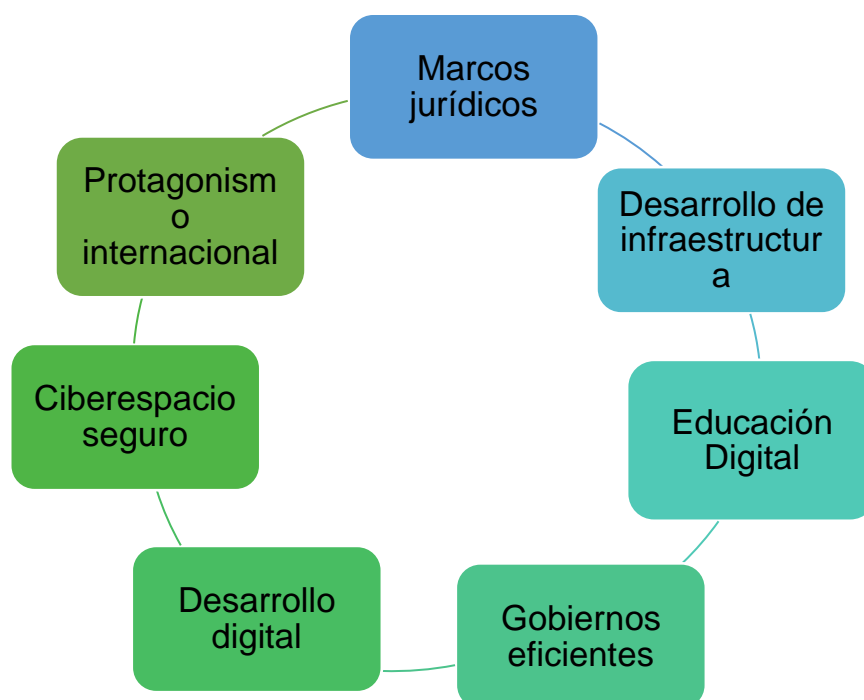 Marcos
jurídicos
Desarrollo de
infraestructur
a
Educación
Digital
Gobiernos
eficientes
Desarrollo
digital
Ciberespacio
seguro
Protagonism
o
internacional